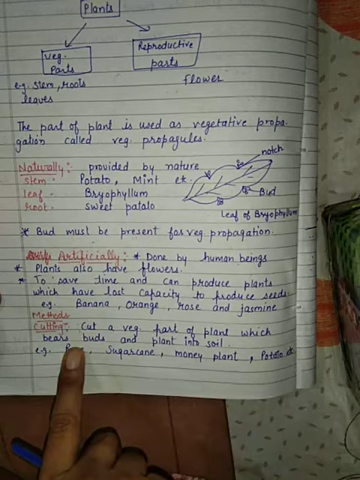 Plants
veg. Reproductive
Parts parts
e.g. stem, roots flower
leaves
The part of plant is used as vegetative propa-
gation called veg. propagules.
Naturally: provided by nature
notch
stem - Potato, Mint etc
leaf - Bryophyllum
Bud
root - sweet patalo
Leaf of Bryophyllum
* Bud must be present for veg. propagation.
Artificially: * Done by human beings
* Plants also have flowers.
* To save time and can produce plants
which have lost capacity to produce seeds.
e.g. Banana, Orange, rose and jasmine.
Methods
Cutting: Cut a veg part of plant which
bears buds and plant into soil.
e.g. Sugarcane, money plant, Potato etc